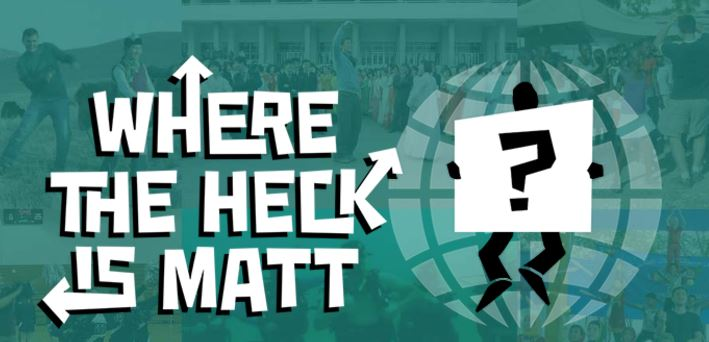 WHERE
THE HECK
IS MATT
?